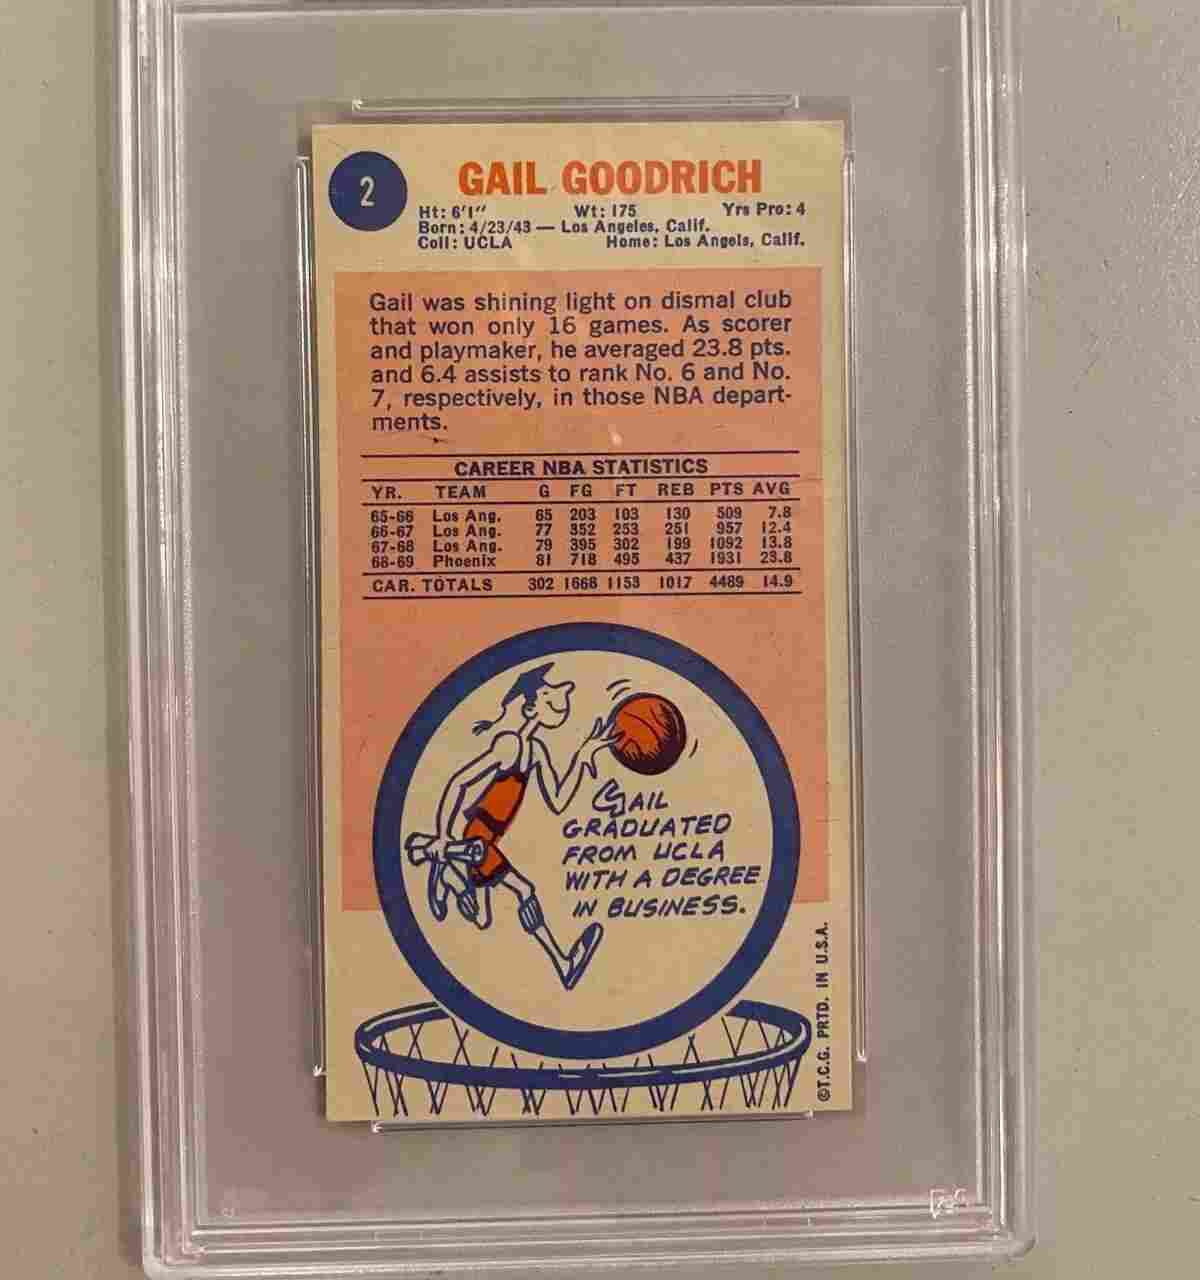 2
GAIL GOODRICH
Ht: 6'1" Wt: 175 Yrs Pro: 4
Born: 4/23/43 — Los Angeles, Calif.
Coll: UCLA Home: Los Angels, Calif.
Gail was shining light on dismal club
that won only 16 games. As scorer
and playmaker, he averaged 23.8 pts.
and 6.4 assists to rank No. 6 and No.
7, respectively, in those NBA depart-
ments.
CAREER NBA STATISTICS
YR. TEAM G FG FT REB PTS AVG
65-66 Los Ang. 65 203 103 130 509 7.8
66-67 Los Ang. 77 352 253 251 957 12.4
67-68 Los Ang. 79 395 302 199 1092 13.8
68-69 Phoenix 81 718 495 437 1931 23.8
CAR. TOTALS 302 1668 1153 1017 4489 14.9
GAIL
GRADUATED
FROM UCLA
WITH A DEGREE
IN BUSINESS.
©T.C.G. PRTD. IN U.S.A.